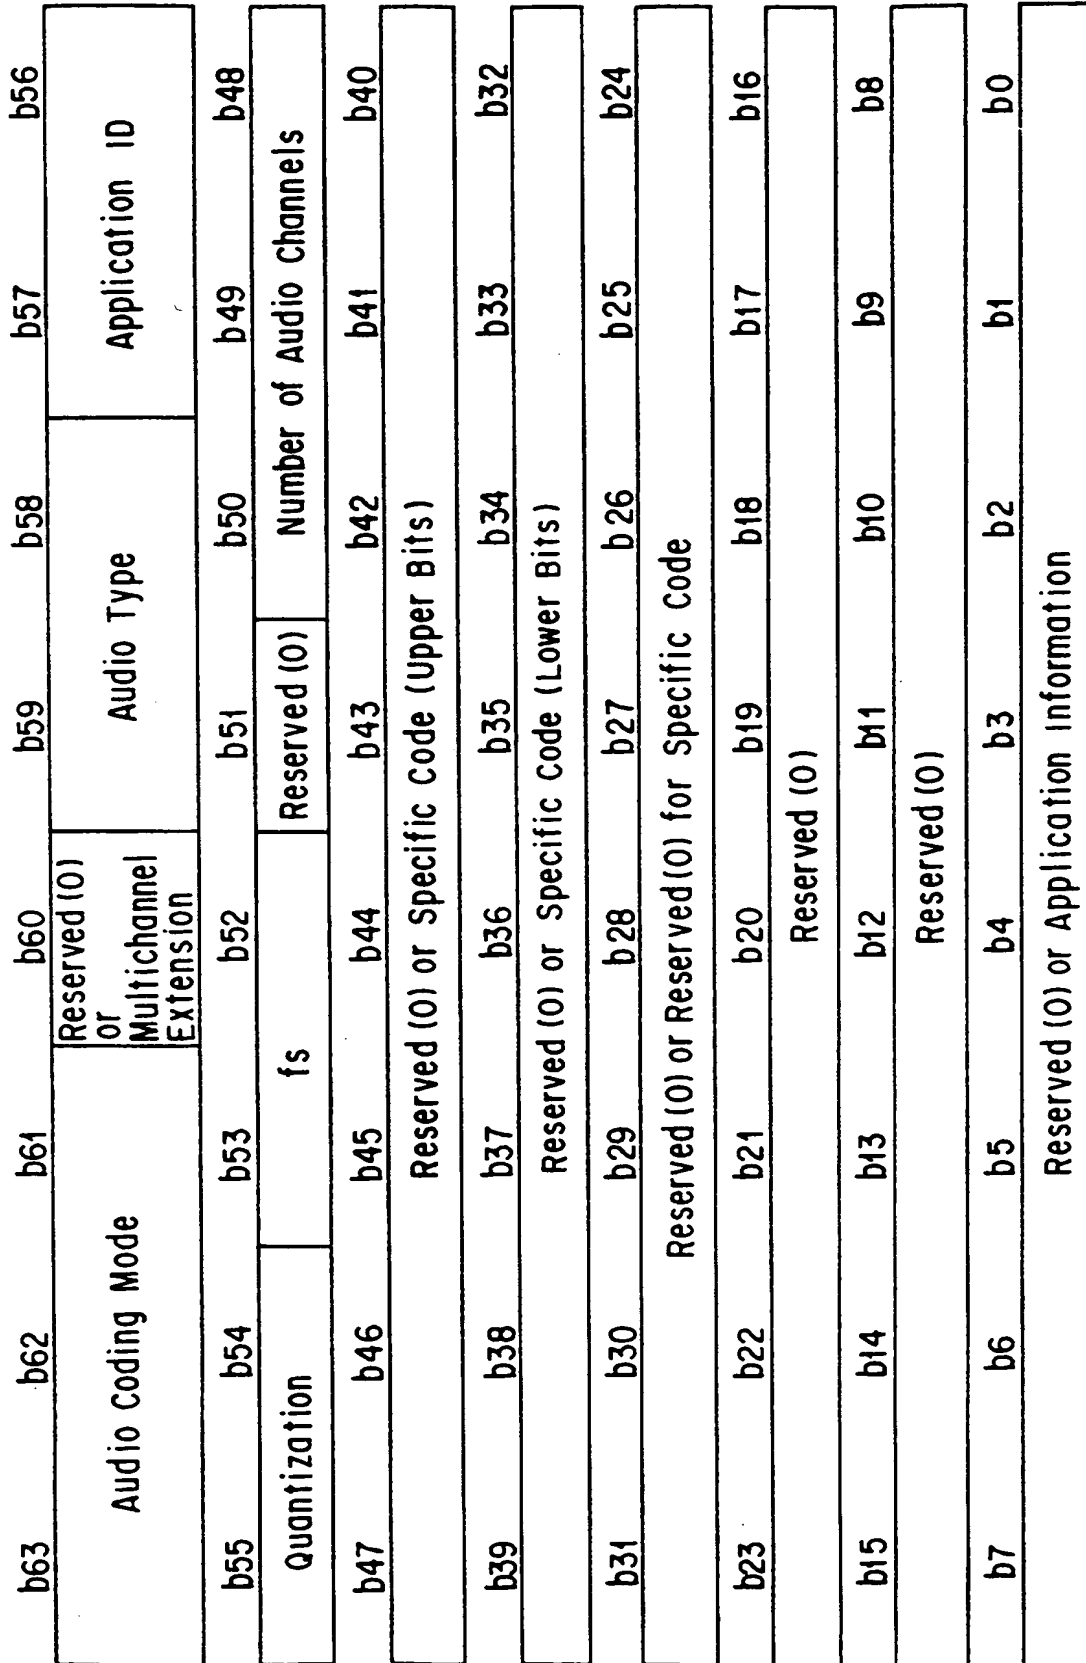 b63 b62 b61 b60 b59 b58 b57 b56
Audio Coding Mode
Reserved (0)
or
Multichannel
Extension
Audio Type
Application ID
b55 b54 b53 b52 b51 b50 b49 b48
Quantization fs Reserved (0) Number of Audio Channels
b47 b46 b45 b44 b43 b42 b41 b40
Reserved (0) or Specific Code (Upper Bits)
b39 b38 b37 b36 b35 b34 b33 b32
Reserved (0) or Specific Code (Lower Bits)
b31 b30 b29 b28 b27 b26 b25 b24
Reserved (0) or Reserved (0) for Specific Code
b23 b22 b21 b20 b19 b18 b17 b16
Reserved (0)
b15 b14 b13 b12 b11 b10 b9 b8
Reserved (0)
b7 b6 b5 b4 b3 b2 b1 b0
Reserved (0) or Application Information